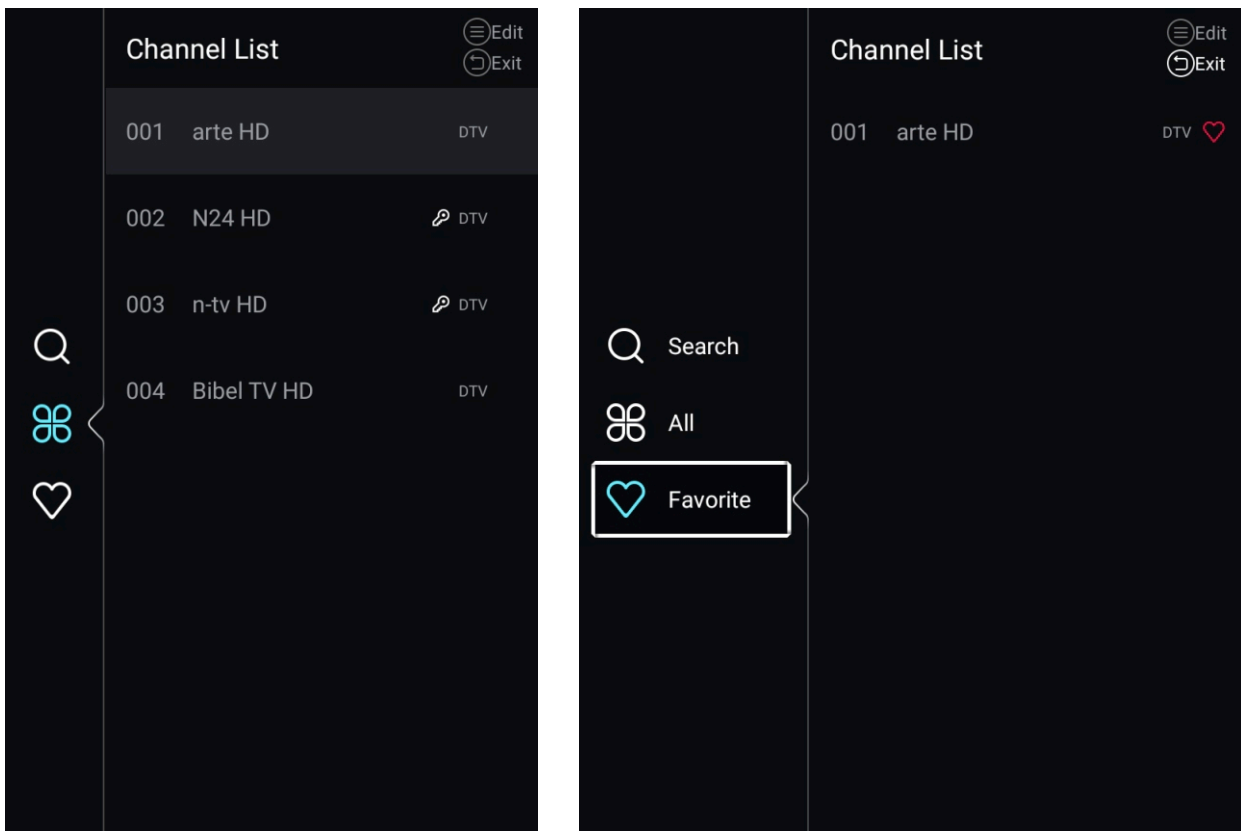 Channel List
Edit
Exit
001 arte HD DTV
002 N24 HD DTV
003 n-tv HD DTV
004 Bibel TV HD DTV
Channel List
Edit
Exit
001 arte HD DTV
Search
All
Favorite